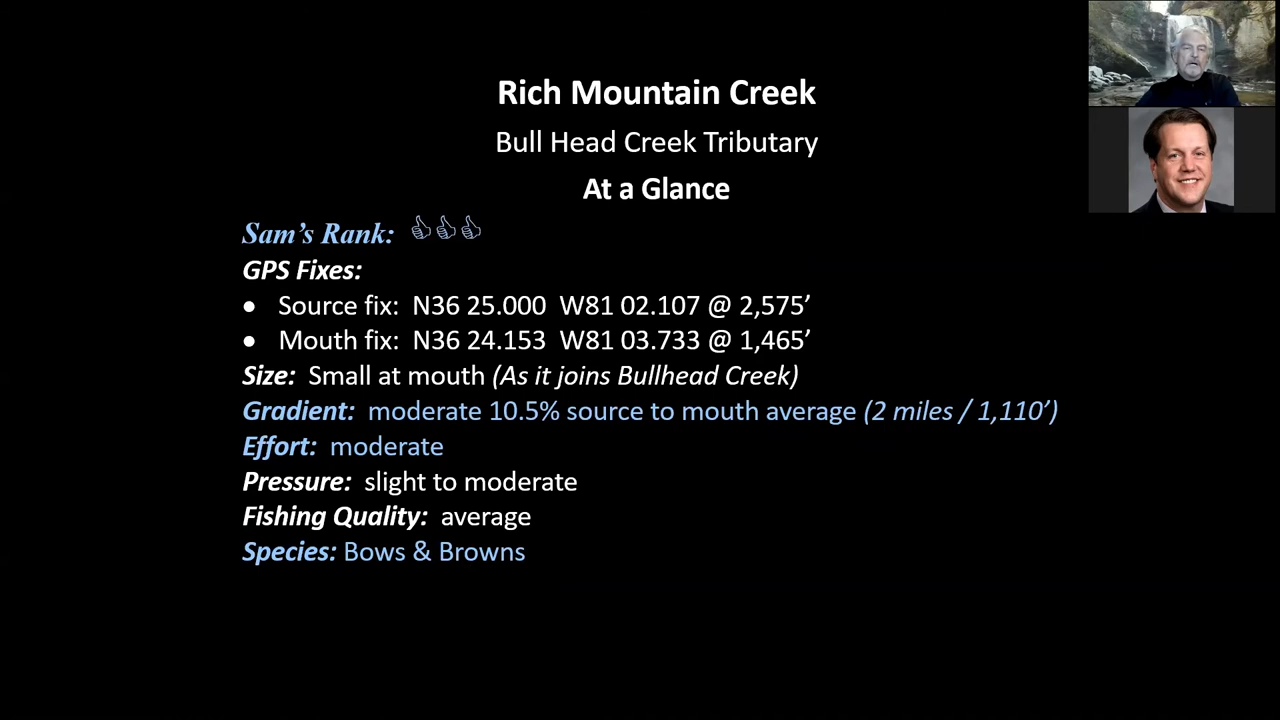 Rich Mountain Creek
Bull Head Creek Tributary
At a Glance
Sam’s Rank: 👍👍👍
GPS Fixes:
• Source fix: N36 25.000 W81 02.107 @ 2,575’
• Mouth fix: N36 24.153 W81 03.733 @ 1,465’
Size: Small at mouth (As it joins Bullhead Creek)
Gradient: moderate 10.5% source to mouth average (2 miles / 1,110’)
Effort: moderate
Pressure: slight to moderate
Fishing Quality: average
Species: Bows & Browns